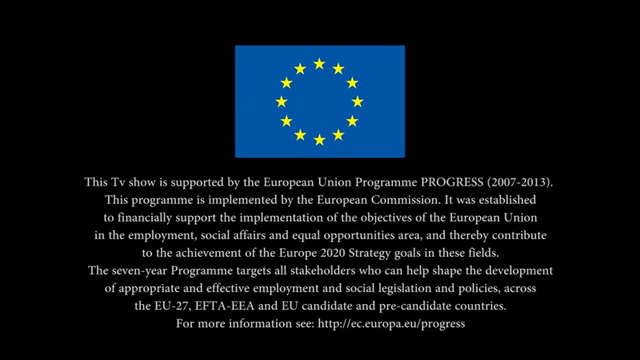 This Tv show is supported by the European Union Programme PROGRESS (2007-2013).
This programme is implemented by the European Commission. It was established
to financially support the implementation of the objectives of the European Union
in the employment, social affairs and equal opportunities area, and thereby contribute
to the achievement of the Europe 2020 Strategy goals in these fields.
The seven-year Programme targets all stakeholders who can help shape the development
of appropriate and effective employment and social legislation and policies, across
the EU-27, EFTA-EEA and EU candidate and pre-candidate countries.
For more information see: http://ec.europa.eu/progress